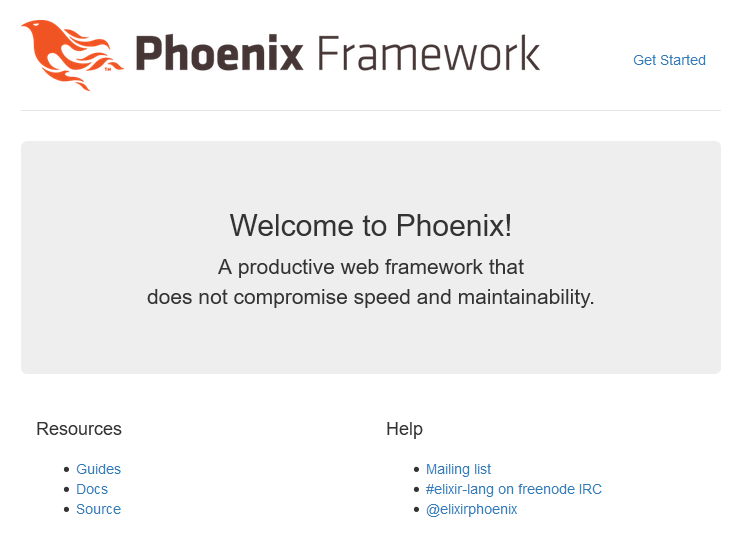 Phoenix Framework
Get Started
Welcome to Phoenix!
A productive web framework that
does not compromise speed and maintainability.
Resources
Guides
Docs
Source
Help
Mailing list
#elixir-lang on freenode IRC
@elixirphoenix